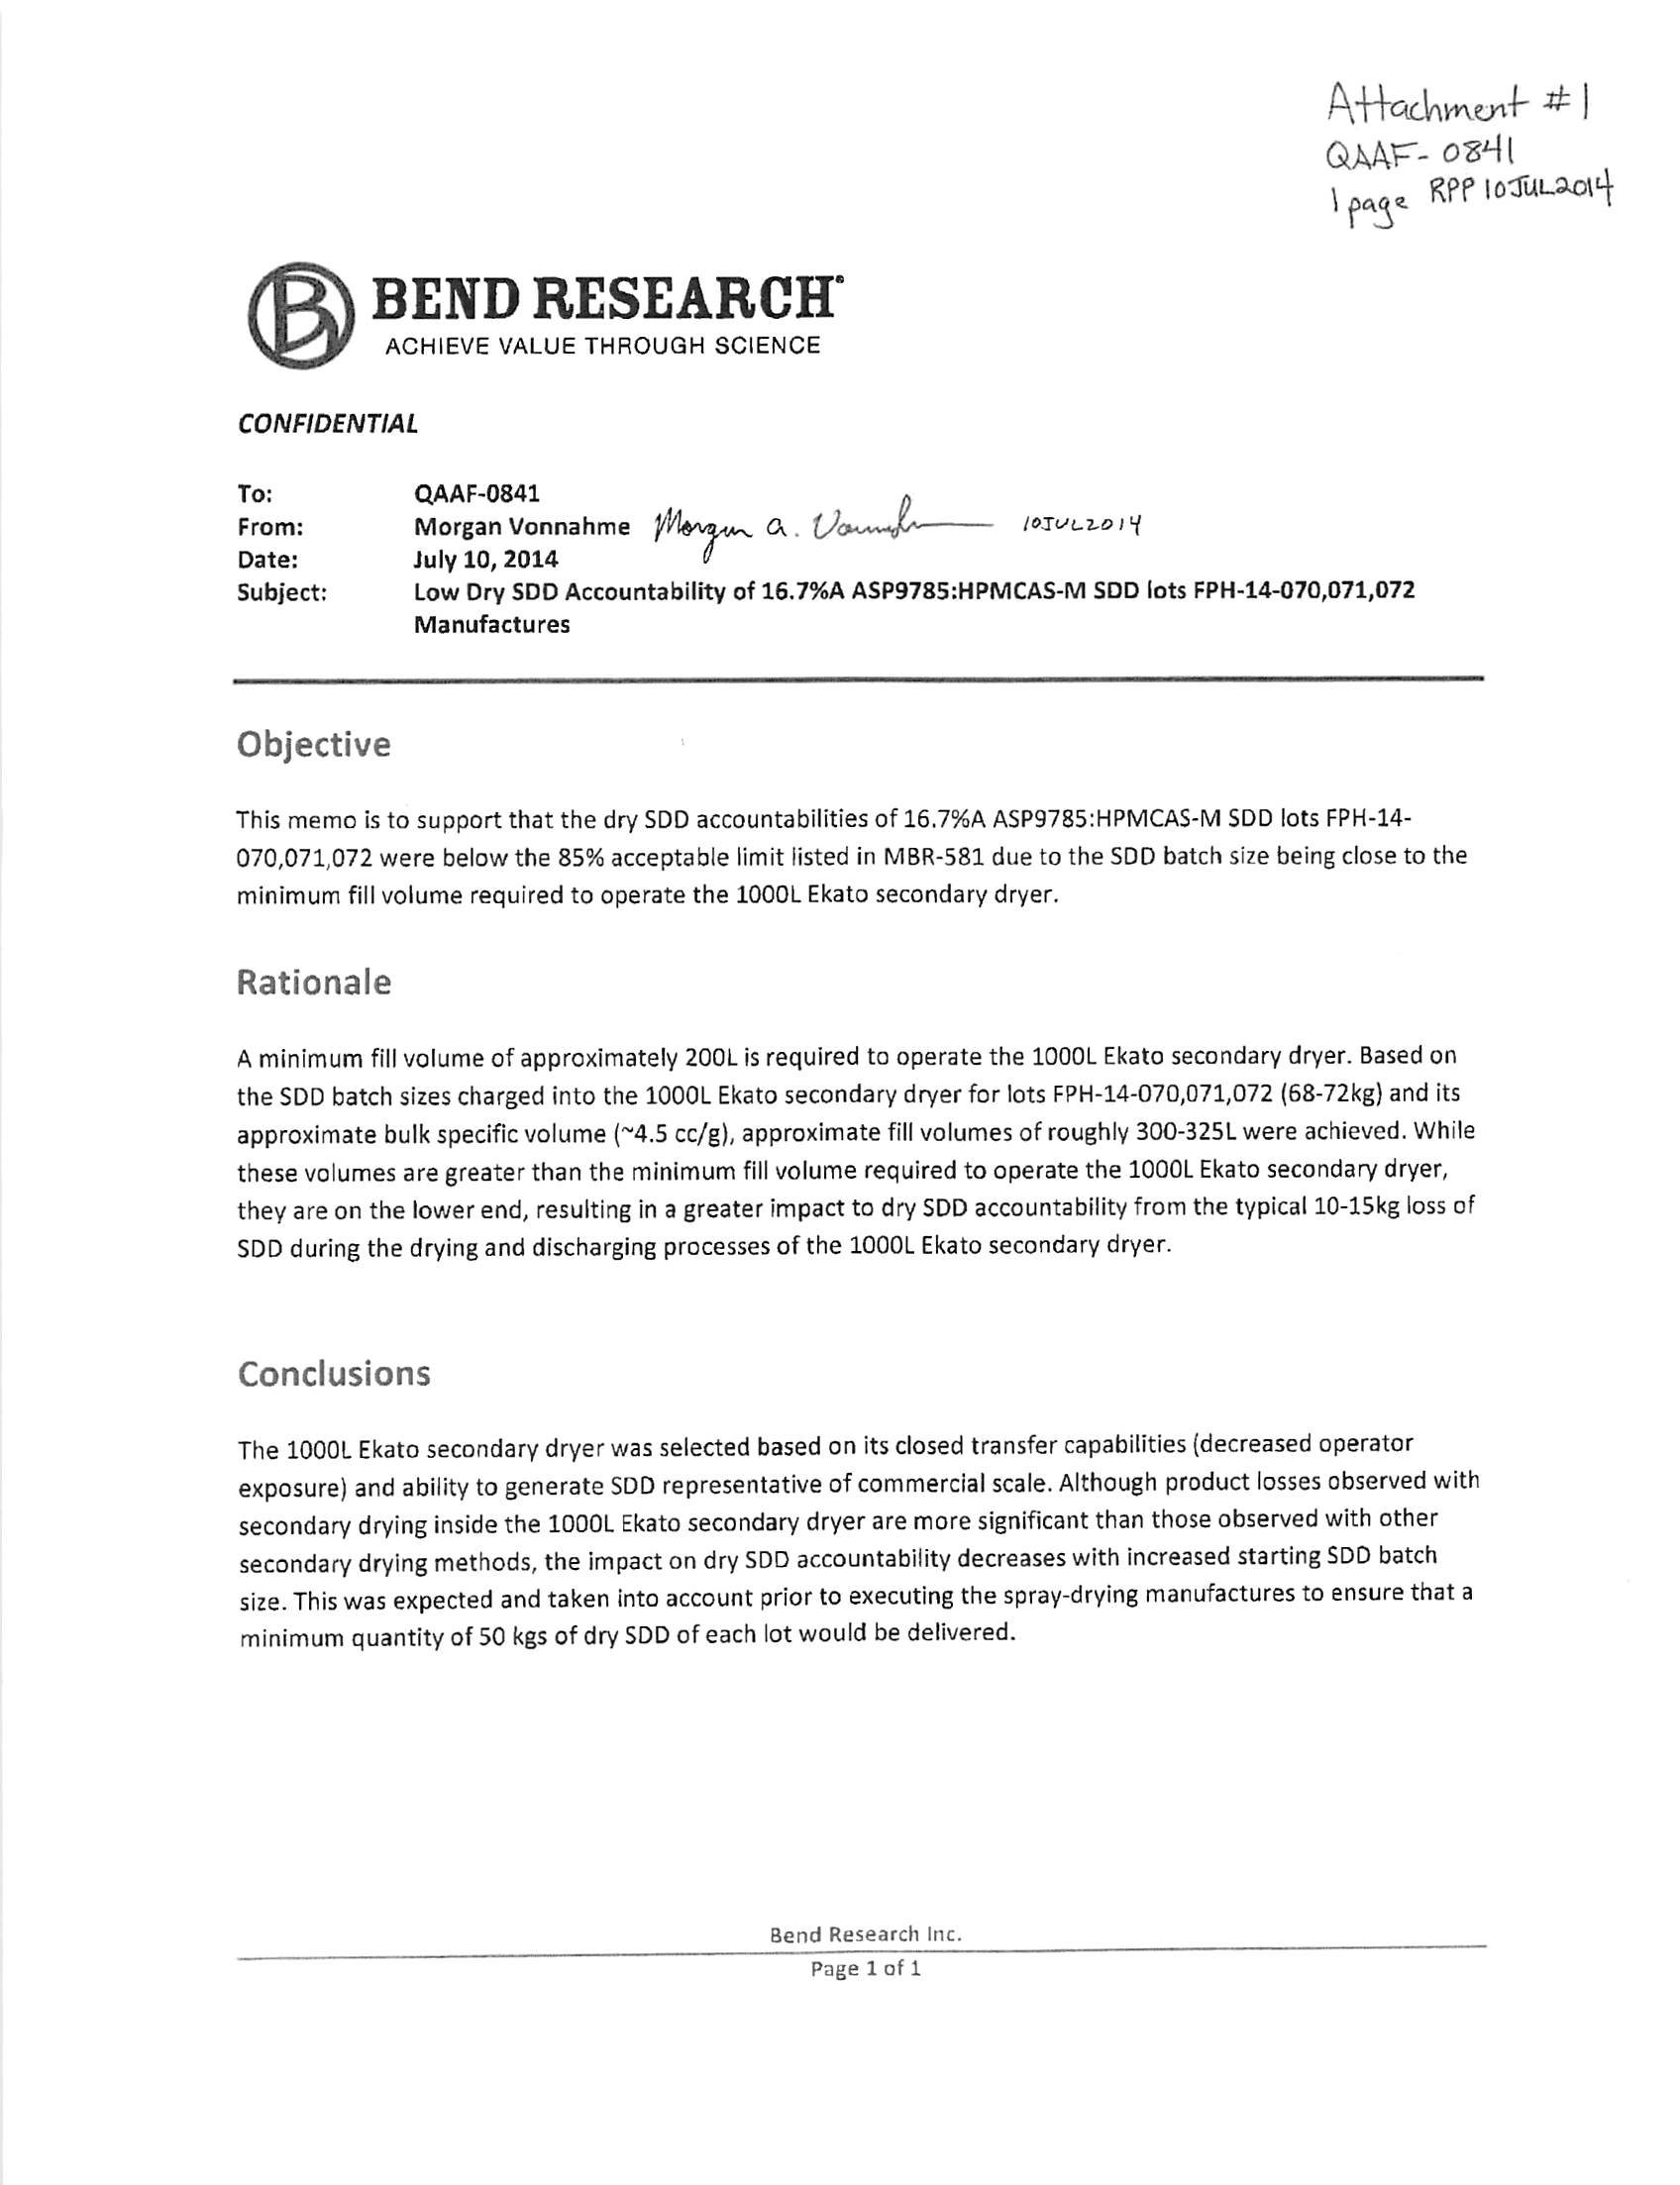 Attachment #1
QAAF-0841
1 page RPP 10JUL2014
BEND RESEARCH
ACHIEVE VALUE THROUGH SCIENCE
CONFIDENTIAL
To: QAAF-0841
From: Morgan Vonnahme Morgan A. Vonnahme 10JUL2014
Date: July 10, 2014
Subject: Low Dry SDD Accountability of 16.7%A ASP9785:HPMCAS-M SDD lots FPH-14-070,071,072
Manufactures
Objective
This memo is to support that the dry SDD accountabilities of 16.7%A ASP9785:HPMCAS-M SDD lots FPH-14-
070,071,072 were below the 85% acceptable limit listed in MBR-581 due to the SDD batch size being close to the
minimum fill volume required to operate the 1000L Ekato secondary dryer.
Rationale
A minimum fill volume of approximately 200L is required to operate the 1000L Ekato secondary dryer. Based on
the SDD batch sizes charged into the 1000L Ekato secondary dryer for lots FPH-14-070,071,072 (68-72kg) and its
approximate bulk specific volume (~4.5 cc/g), approximate fill volumes of roughly 300-325L were achieved. While
these volumes are greater than the minimum fill volume required to operate the 1000L Ekato secondary dryer,
they are on the lower end, resulting in a greater impact to dry SDD accountability from the typical 10-15kg loss of
SDD during the drying and discharging processes of the 1000L Ekato secondary dryer.
Conclusions
The 1000L Ekato secondary dryer was selected based on its closed transfer capabilities (decreased operator
exposure) and ability to generate SDD representative of commercial scale. Although product losses observed with
secondary drying inside the 1000L Ekato secondary dryer are more significant than those observed with other
secondary drying methods, the impact on dry SDD accountability decreases with increased starting SDD batch
size. This was expected and taken into account prior to executing the spray-drying manufactures to ensure that a
minimum quantity of 50 kgs of dry SDD of each lot would be delivered.
Bend Research Inc.
Page 1 of 1